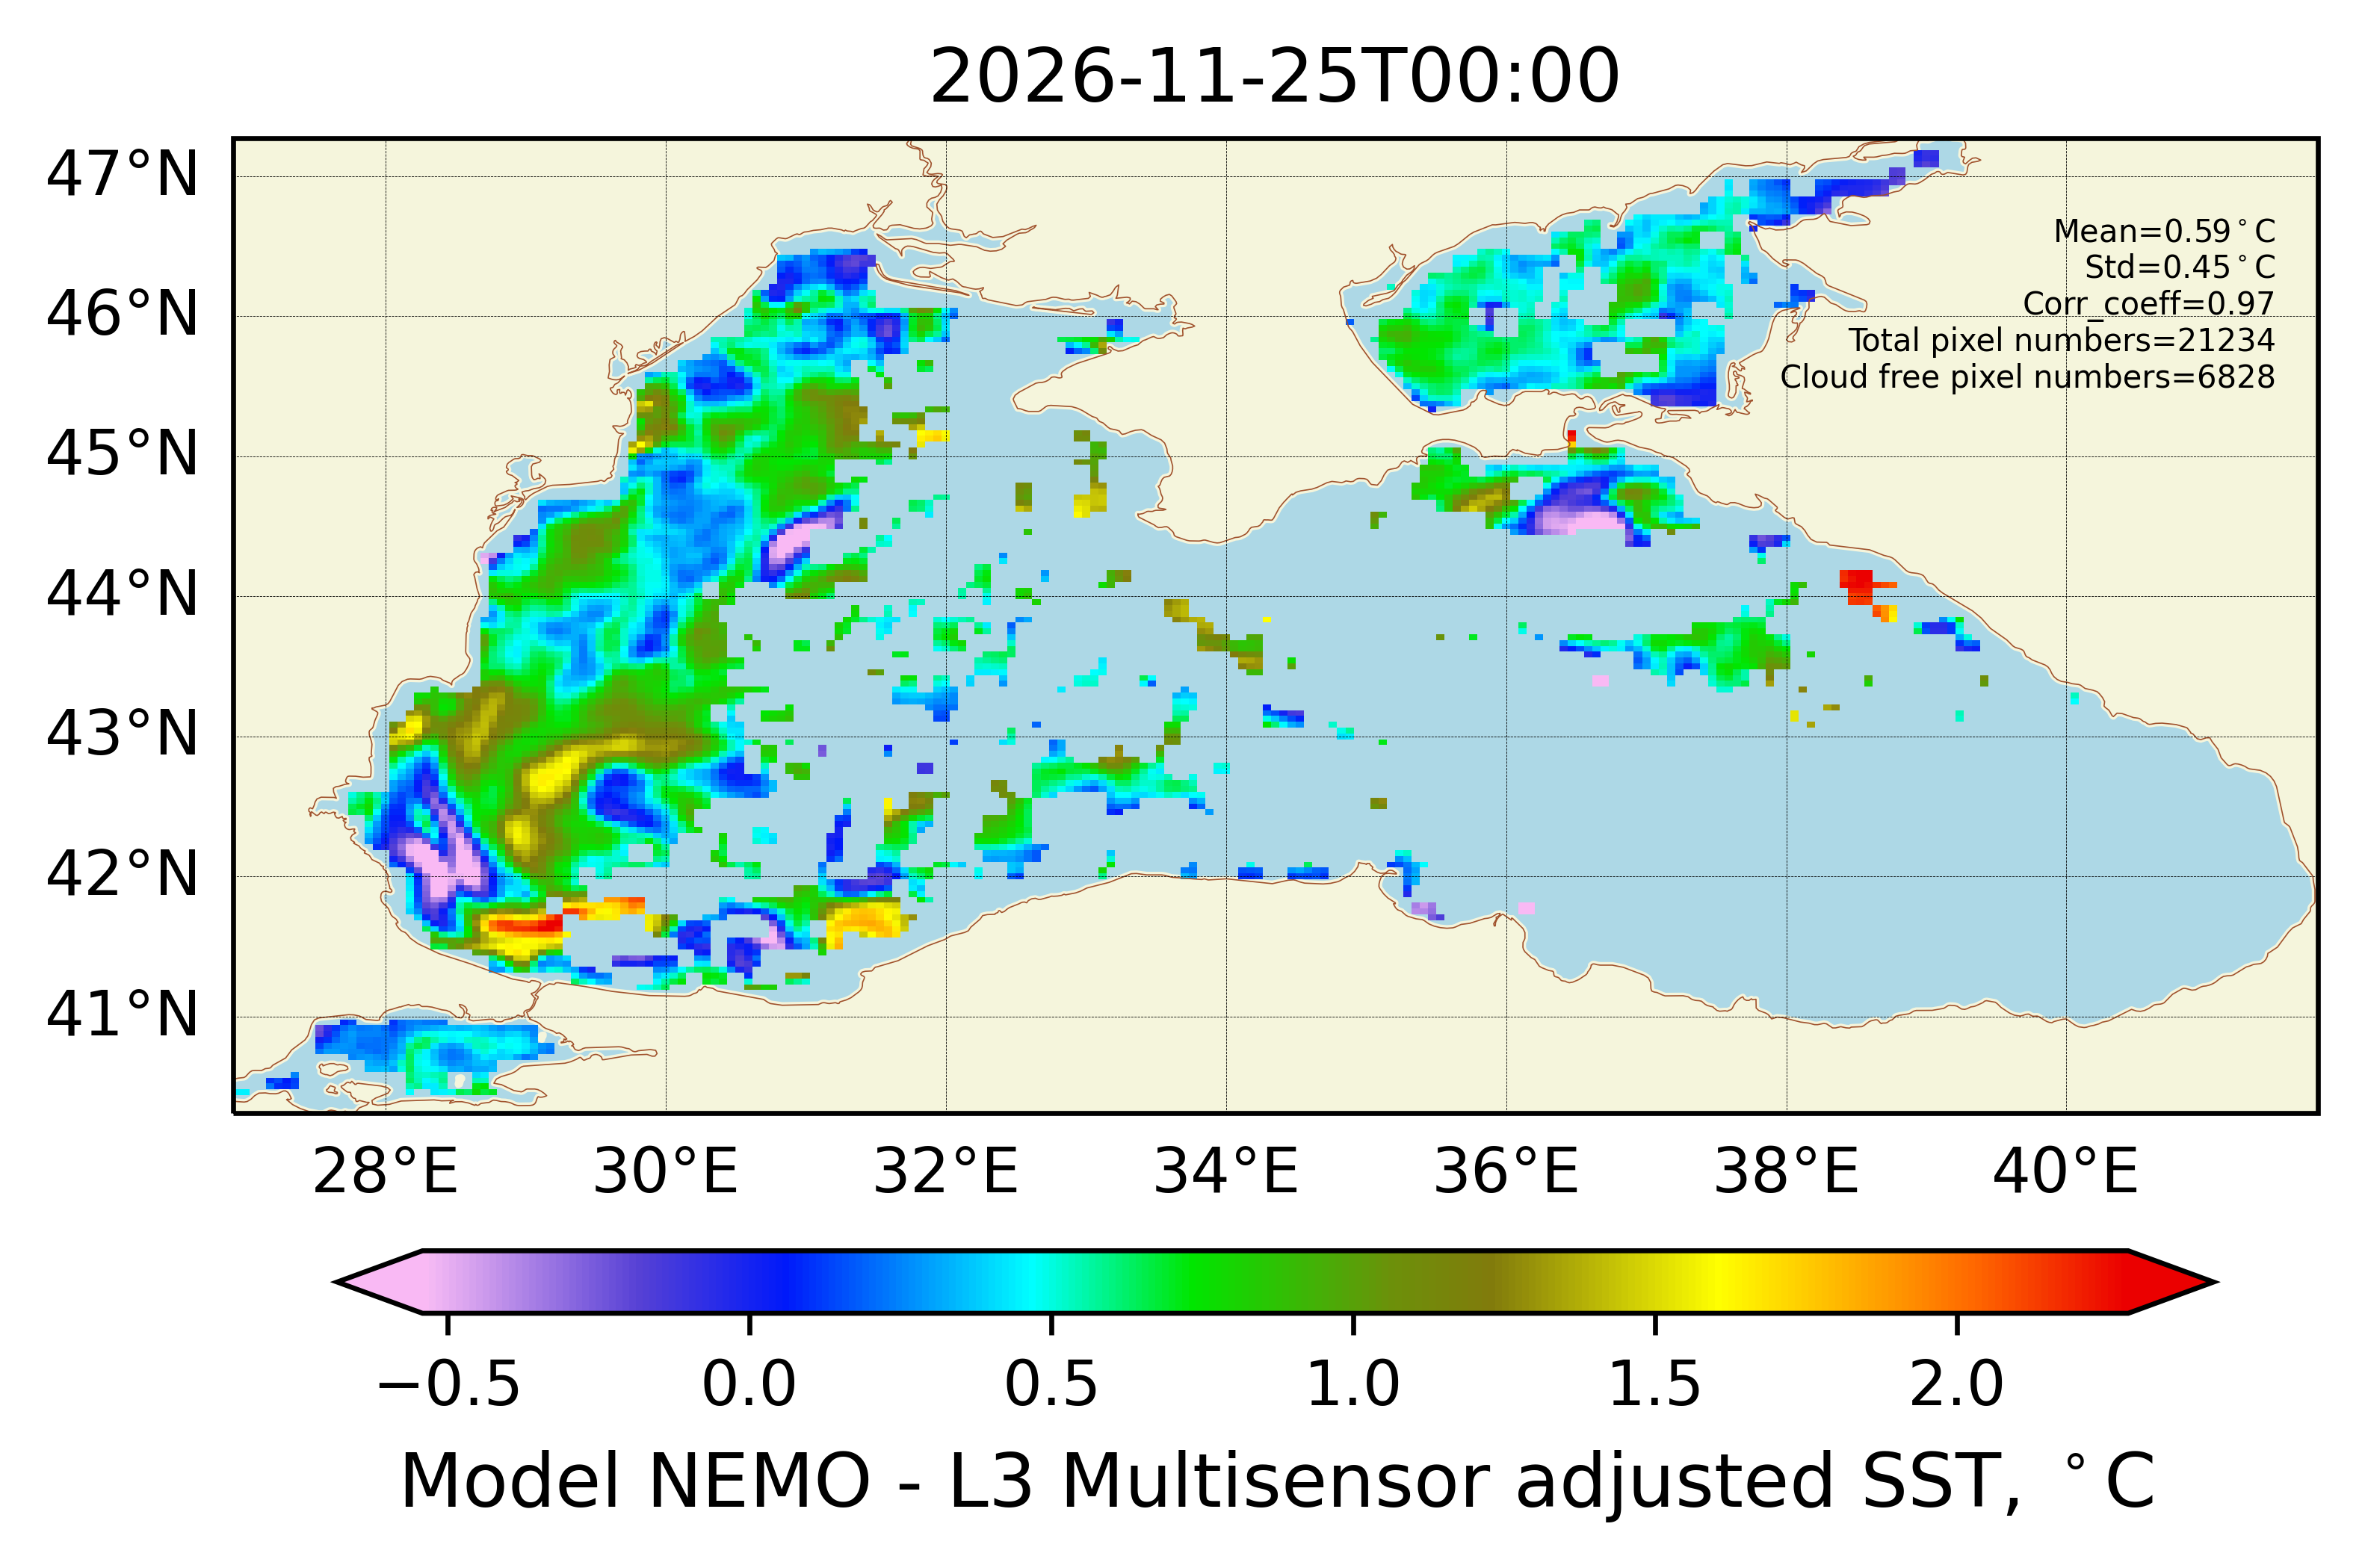 2026-11-25T00:00
47°N
46°N
45°N
44°N
43°N
42°N
41°N
Mean=0.59°C
Std=0.45°C
Corr_coeff=0.97
Total pixel numbers=21234
Cloud free pixel numbers=6828
28°E 30°E 32°E 34°E 36°E 38°E 40°E
−0.5 0.0 0.5 1.0 1.5 2.0
Model NEMO - L3 Multisensor adjusted SST, °C